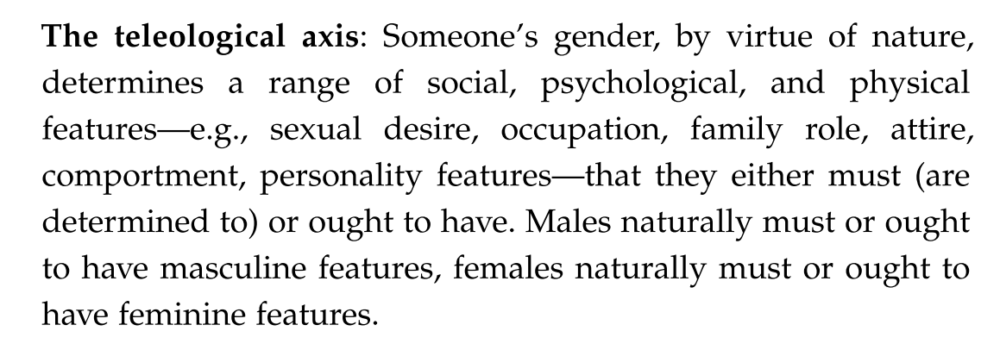 The teleological axis: Someone’s gender, by virtue of nature,
determines a range of social, psychological, and physical
features—e.g., sexual desire, occupation, family role, attire,
comportment, personality features—that they either must (are
determined to) or ought to have. Males naturally must or ought
to have masculine features, females naturally must or ought to
have feminine features.